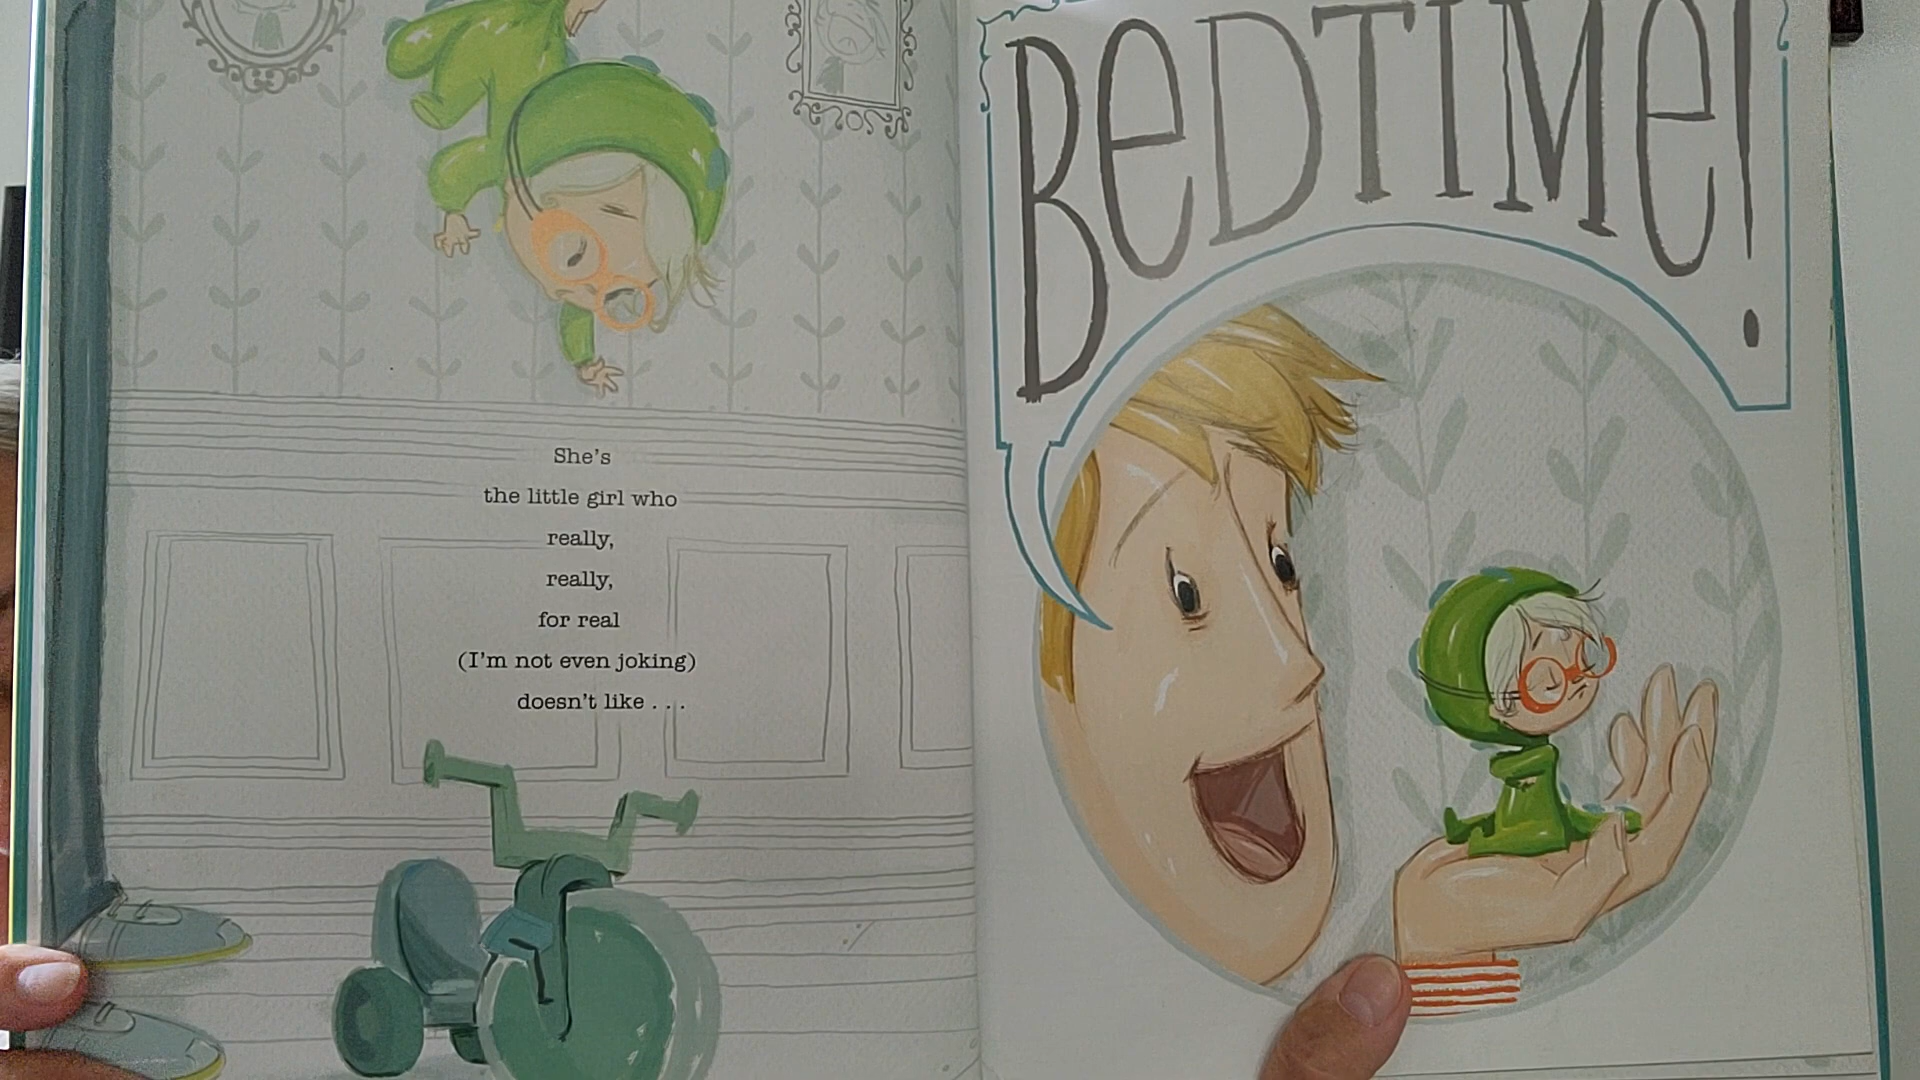 She's
the little girl who
really,
really,
for real
(I'm not even joking)
doesn't like . . .
BeDTIMe!